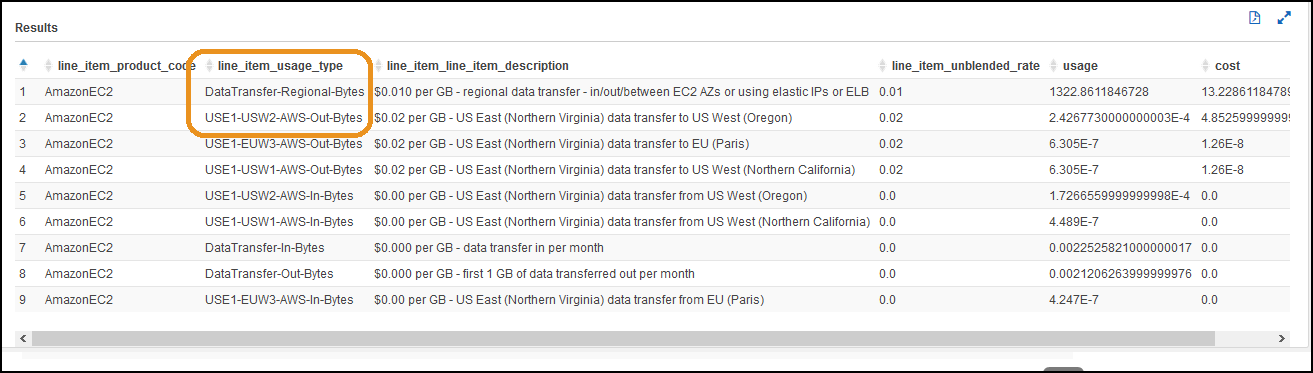 Results
line_item_product_code line_item_usage_type line_item_line_item_description line_item_unblended_rate usage cost
1 AmazonEC2 DataTransfer-Regional-Bytes $0.010 per GB - regional data transfer - in/out/between EC2 AZs or using elastic IPs or ELB 0.01 1322.8611846728 13.22861184789
2 AmazonEC2 USE1-USW2-AWS-Out-Bytes $0.02 per GB - US East (Northern Virginia) data transfer to US West (Oregon) 0.02 2.4267730000000003E-4 4.852599999999
3 AmazonEC2 USE1-EUW3-AWS-Out-Bytes $0.02 per GB - US East (Northern Virginia) data transfer to EU (Paris) 0.02 6.305E-7 1.26E-8
4 AmazonEC2 USE1-USW1-AWS-Out-Bytes $0.02 per GB - US East (Northern Virginia) data transfer to US West (Northern California) 0.02 6.305E-7 1.26E-8
5 AmazonEC2 USE1-USW2-AWS-In-Bytes $0.00 per GB - US East (Northern Virginia) data transfer from US West (Oregon) 0.0 1.7266559999999998E-4 0.0
6 AmazonEC2 USE1-USW1-AWS-In-Bytes $0.00 per GB - US East (Northern Virginia) data transfer from US West (Northern California) 0.0 4.489E-7 0.0
7 AmazonEC2 DataTransfer-In-Bytes $0.000 per GB - data transfer in per month 0.0 0.0022525821000000017 0.0
8 AmazonEC2 DataTransfer-Out-Bytes $0.000 per GB - first 1 GB of data transferred out per month 0.0 0.0021206263999999976 0.0
9 AmazonEC2 USE1-EUW3-AWS-In-Bytes $0.00 per GB - US East (Northern Virginia) data transfer from EU (Paris) 0.0 4.247E-7 0.0